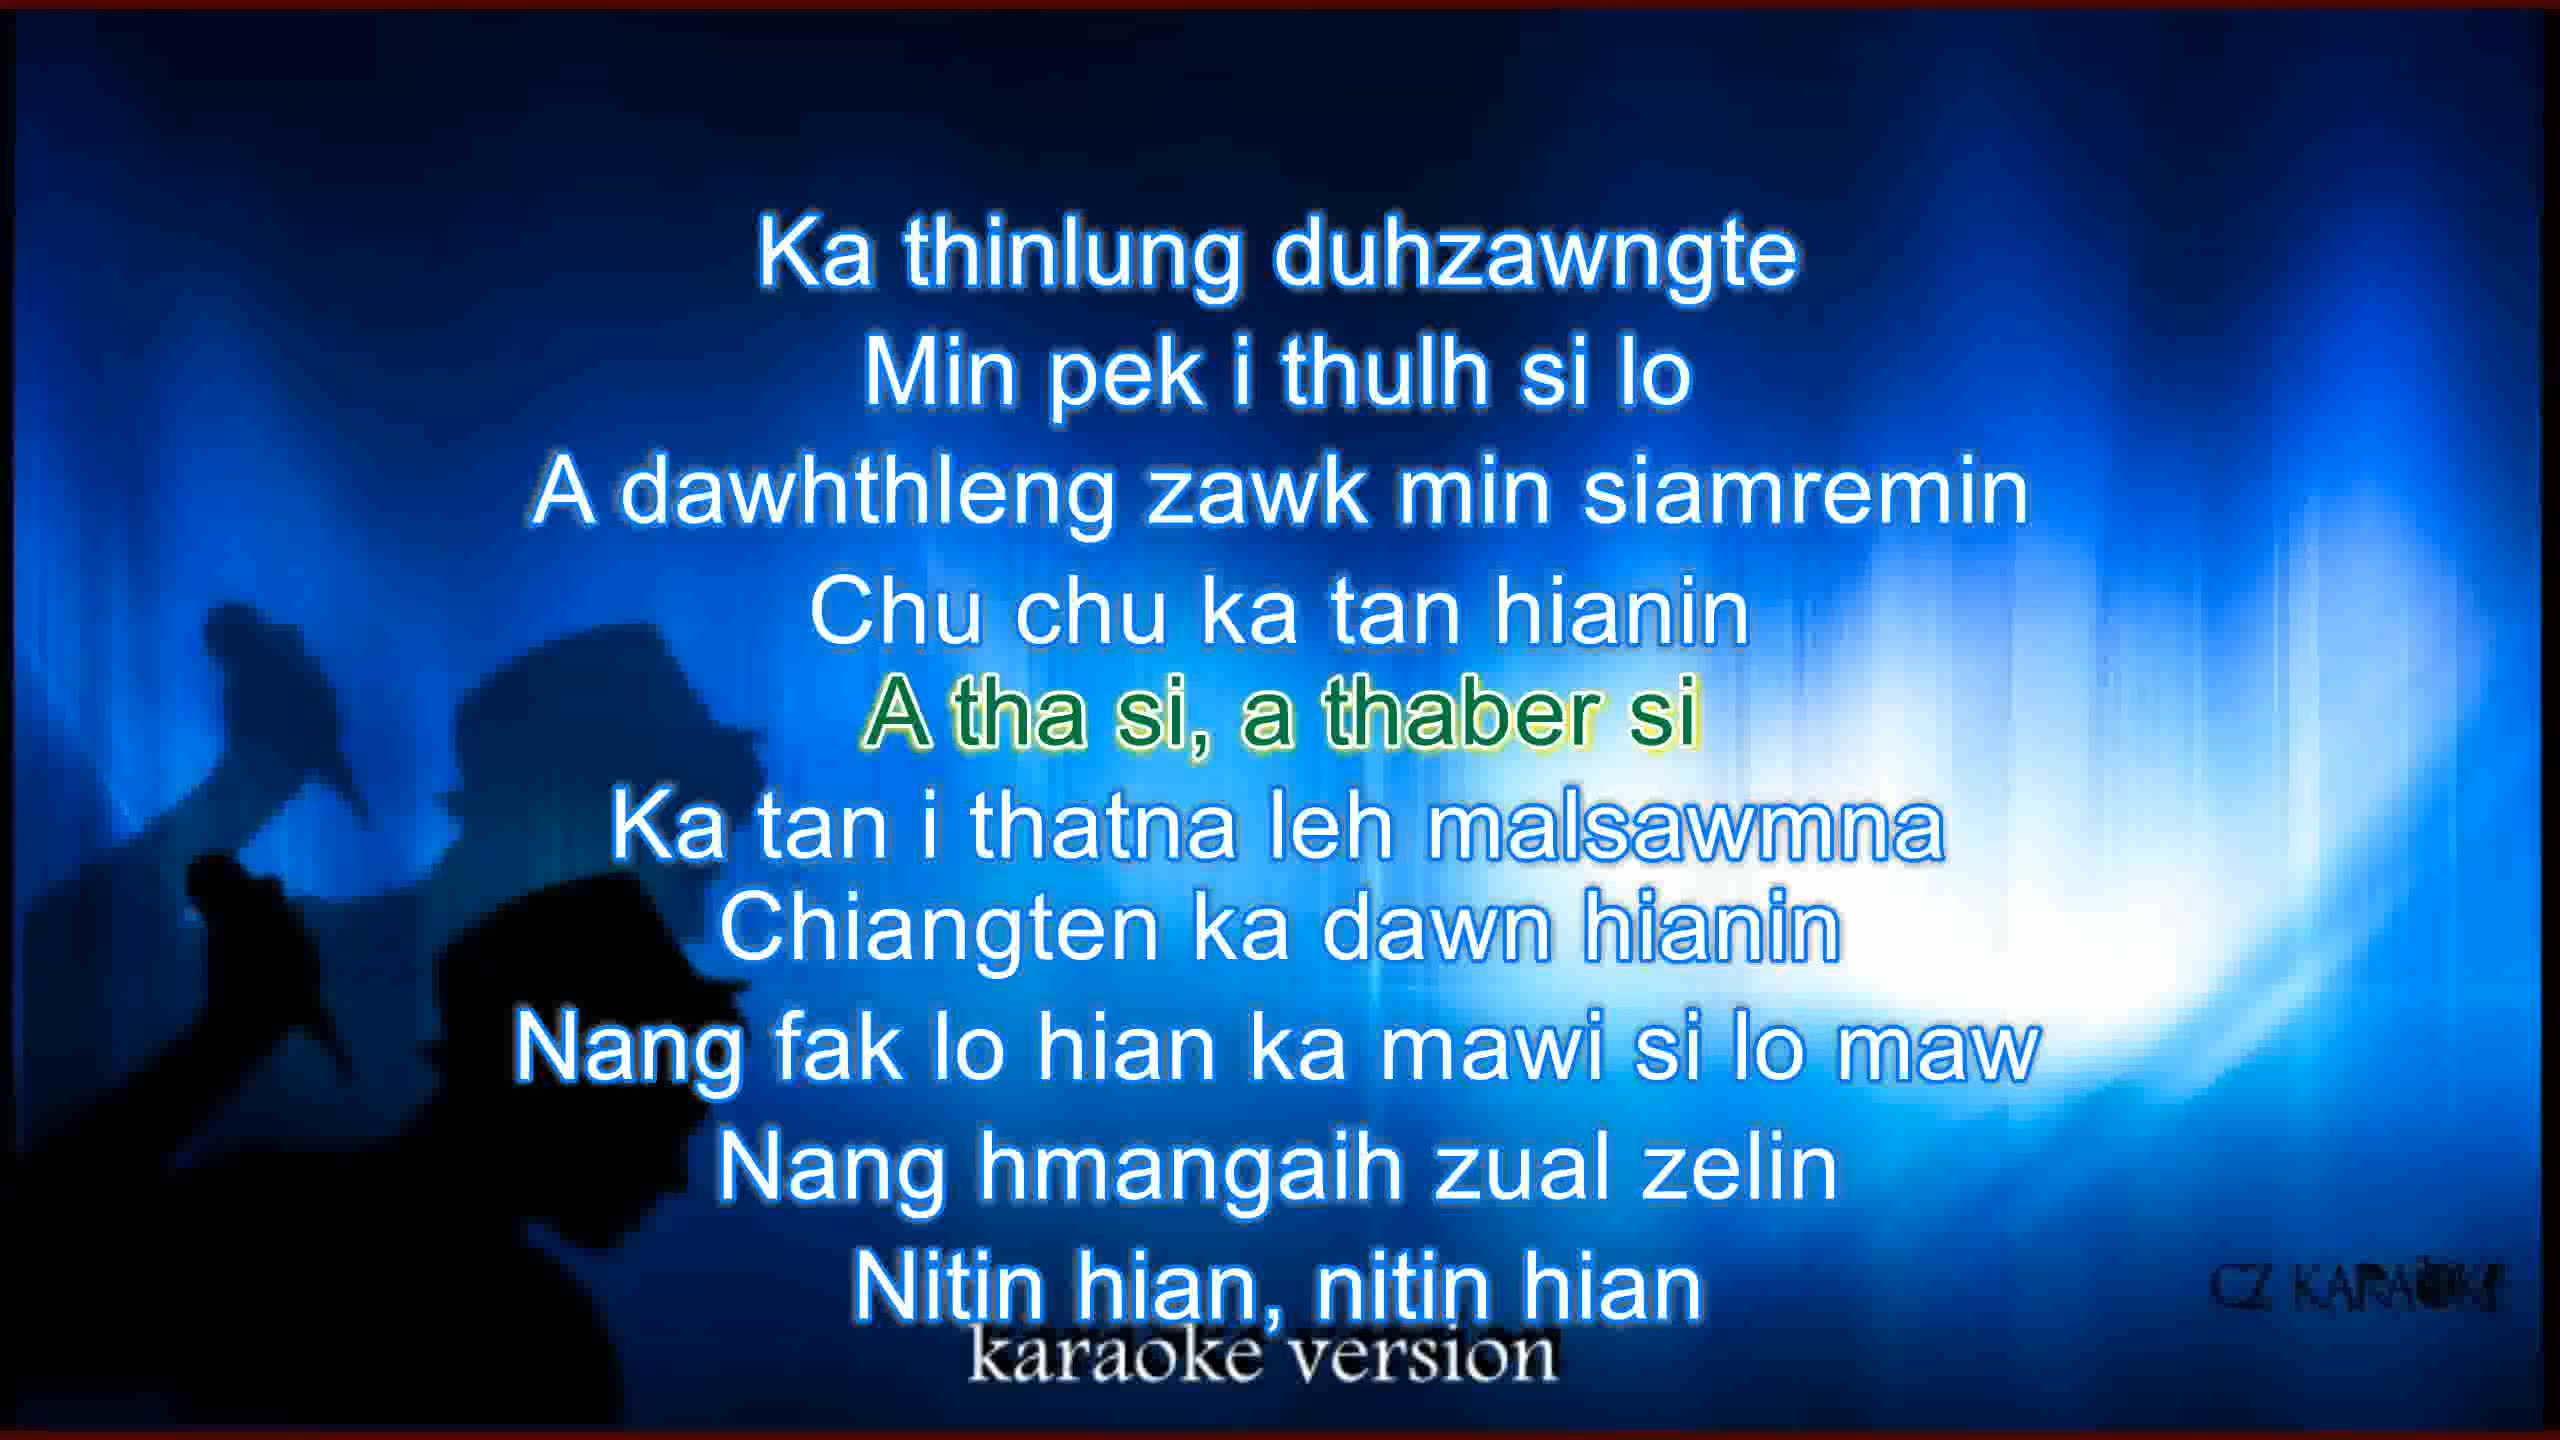 Ka thinlung duhzawngte
Min pek i thulh si lo
A dawhthleng zawk min siamremin
Chu chu ka tan hianin
A tha si, a thaber si
Ka tan i thatna leh malsawmna
Chiangten ka dawn hianin
Nang fak lo hian ka mawi si lo maw
Nang hmangaih zual zelin
Nitin hian, nitin hian
karaoke version
CZ KARAOKE